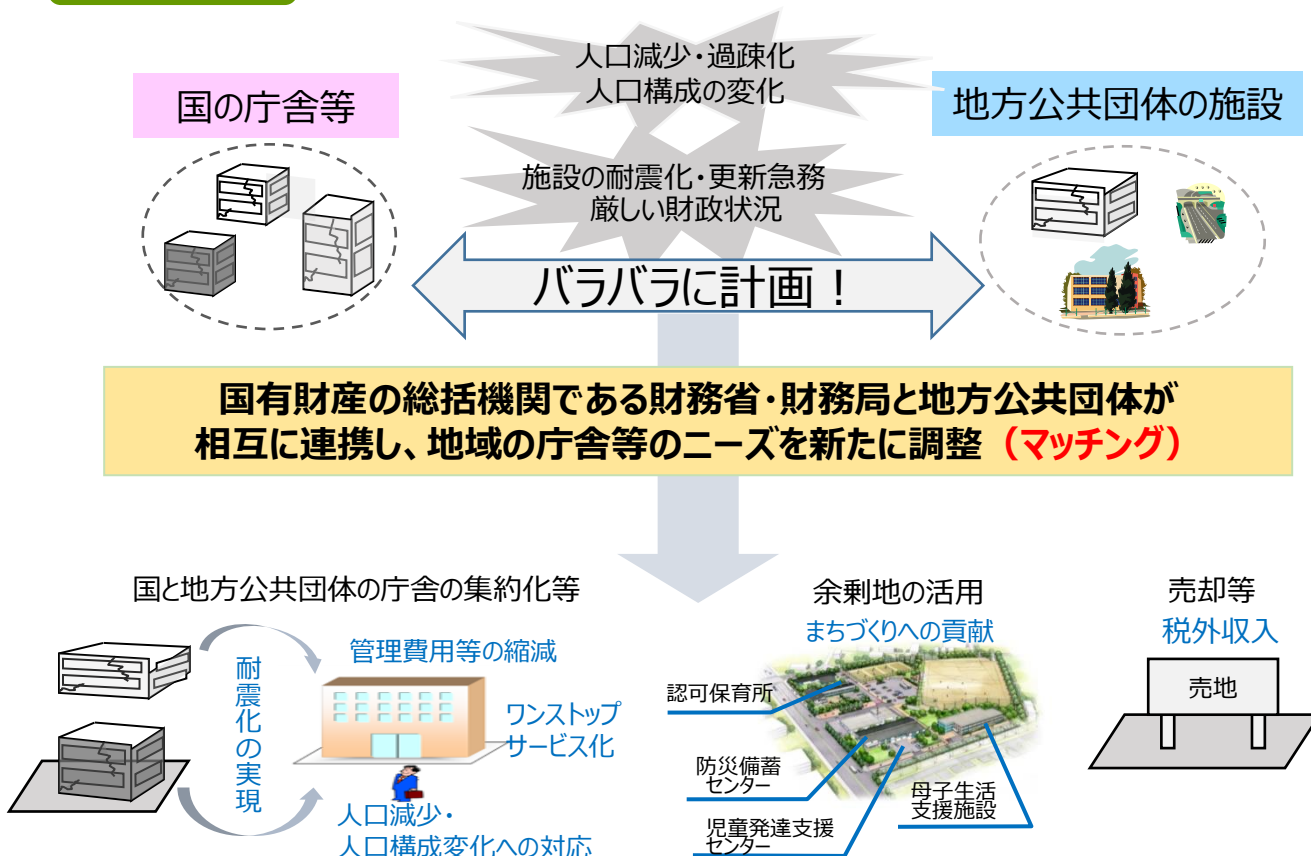 人口減少・過疎化
人口構成の変化
国の庁舎等
地方公共団体の施設
施設の耐震化・更新急務
厳しい財政状況
バラバラに計画！
国有財産の総括機関である財務省・財務局と地方公共団体が
相互に連携し、地域の庁舎等のニーズを新たに調整（マッチング）
国と地方公共団体の庁舎の集約化等
耐震化の実現
管理費用等の縮減
ワンストップ
サービス化
人口減少・
人口構成変化への対応
余剰地の活用
まちづくりへの貢献
認可保育所
防災備蓄
センター
児童発達支援
センター
母子生活
支援施設
売却等
税外収入
売地